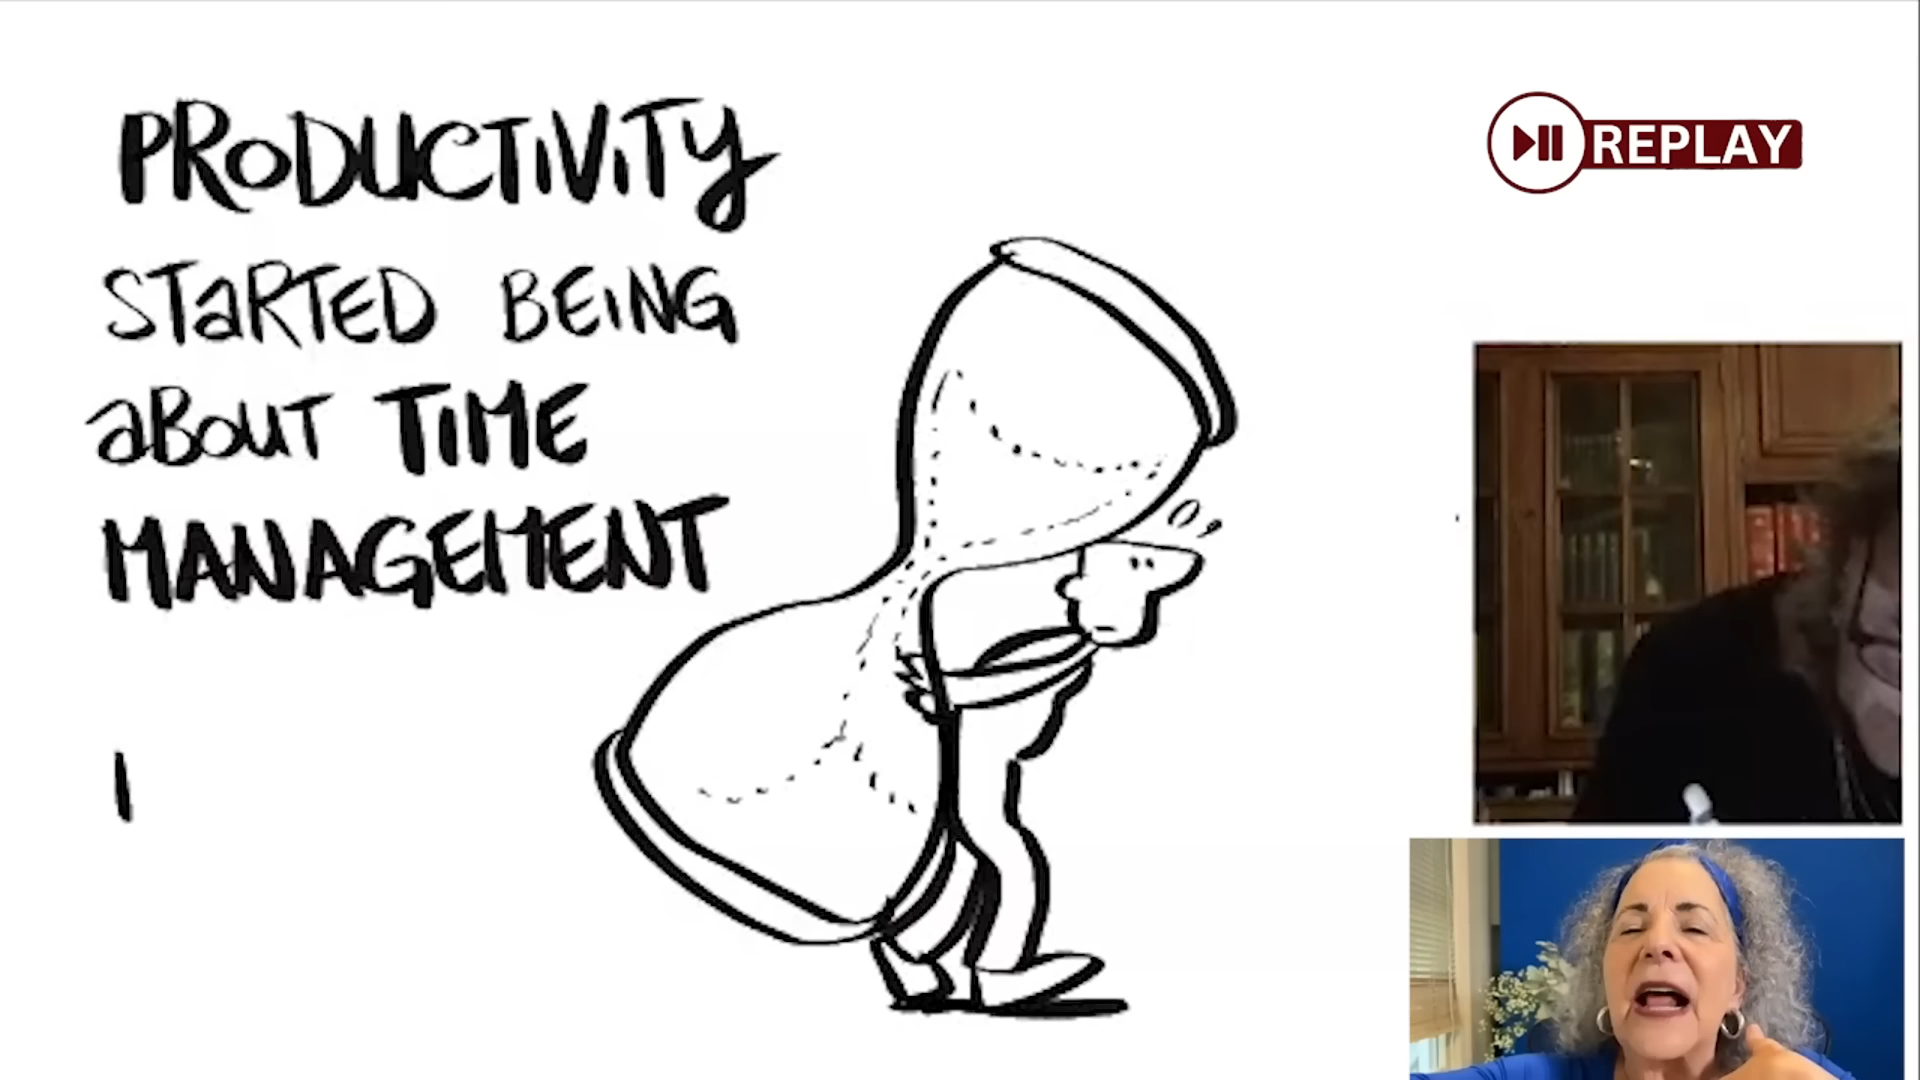 PRODUCTIVITY
STARTED BEING
ABOUT TIME
MANAGEMENT
I
REPLAY